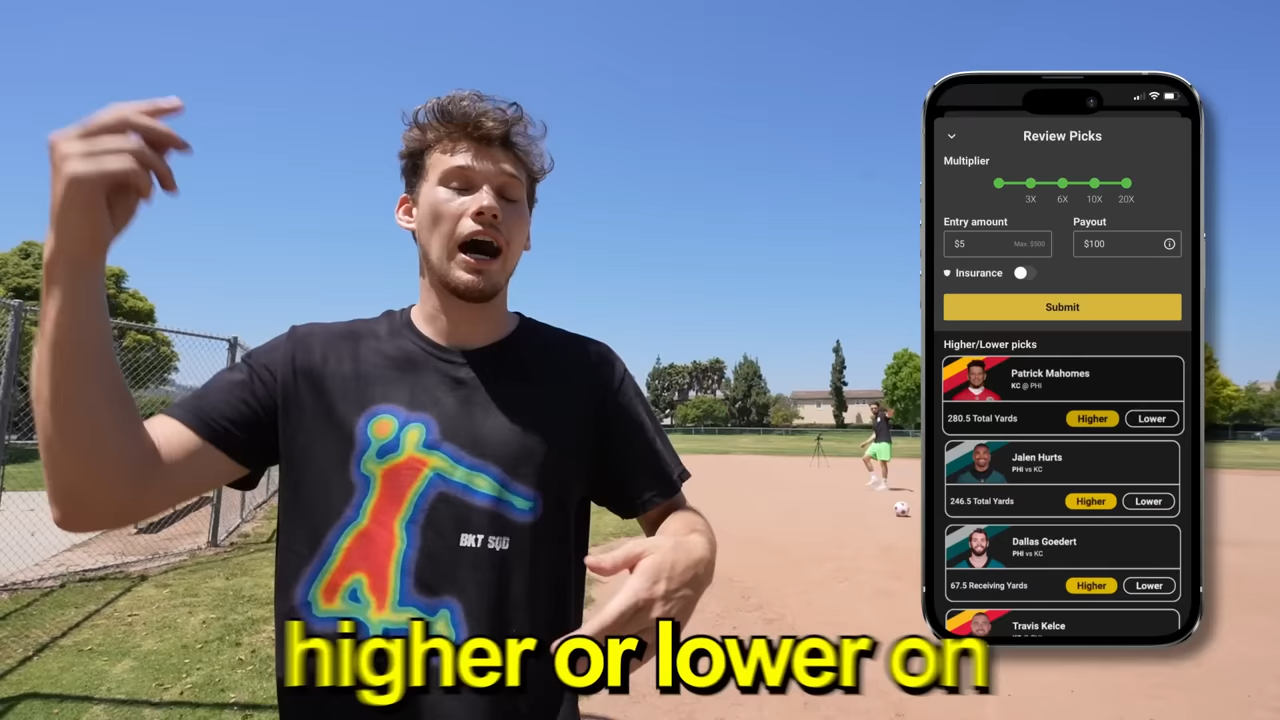 Review Picks
Multiplier
3X 6X 10X 20X
Entry amount Payout
$5 Max: $500 $100
Insurance
Submit
Higher/Lower picks
Patrick Mahomes
KC @ PHI
280.5 Total Yards Higher Lower
Jalen Hurts
PHI vs KC
246.5 Total Yards Higher Lower
Dallas Goedert
PHI vs KC
67.5 Receiving Yards Higher Lower
Travis Kelce
BKT SQD
higher or lower on